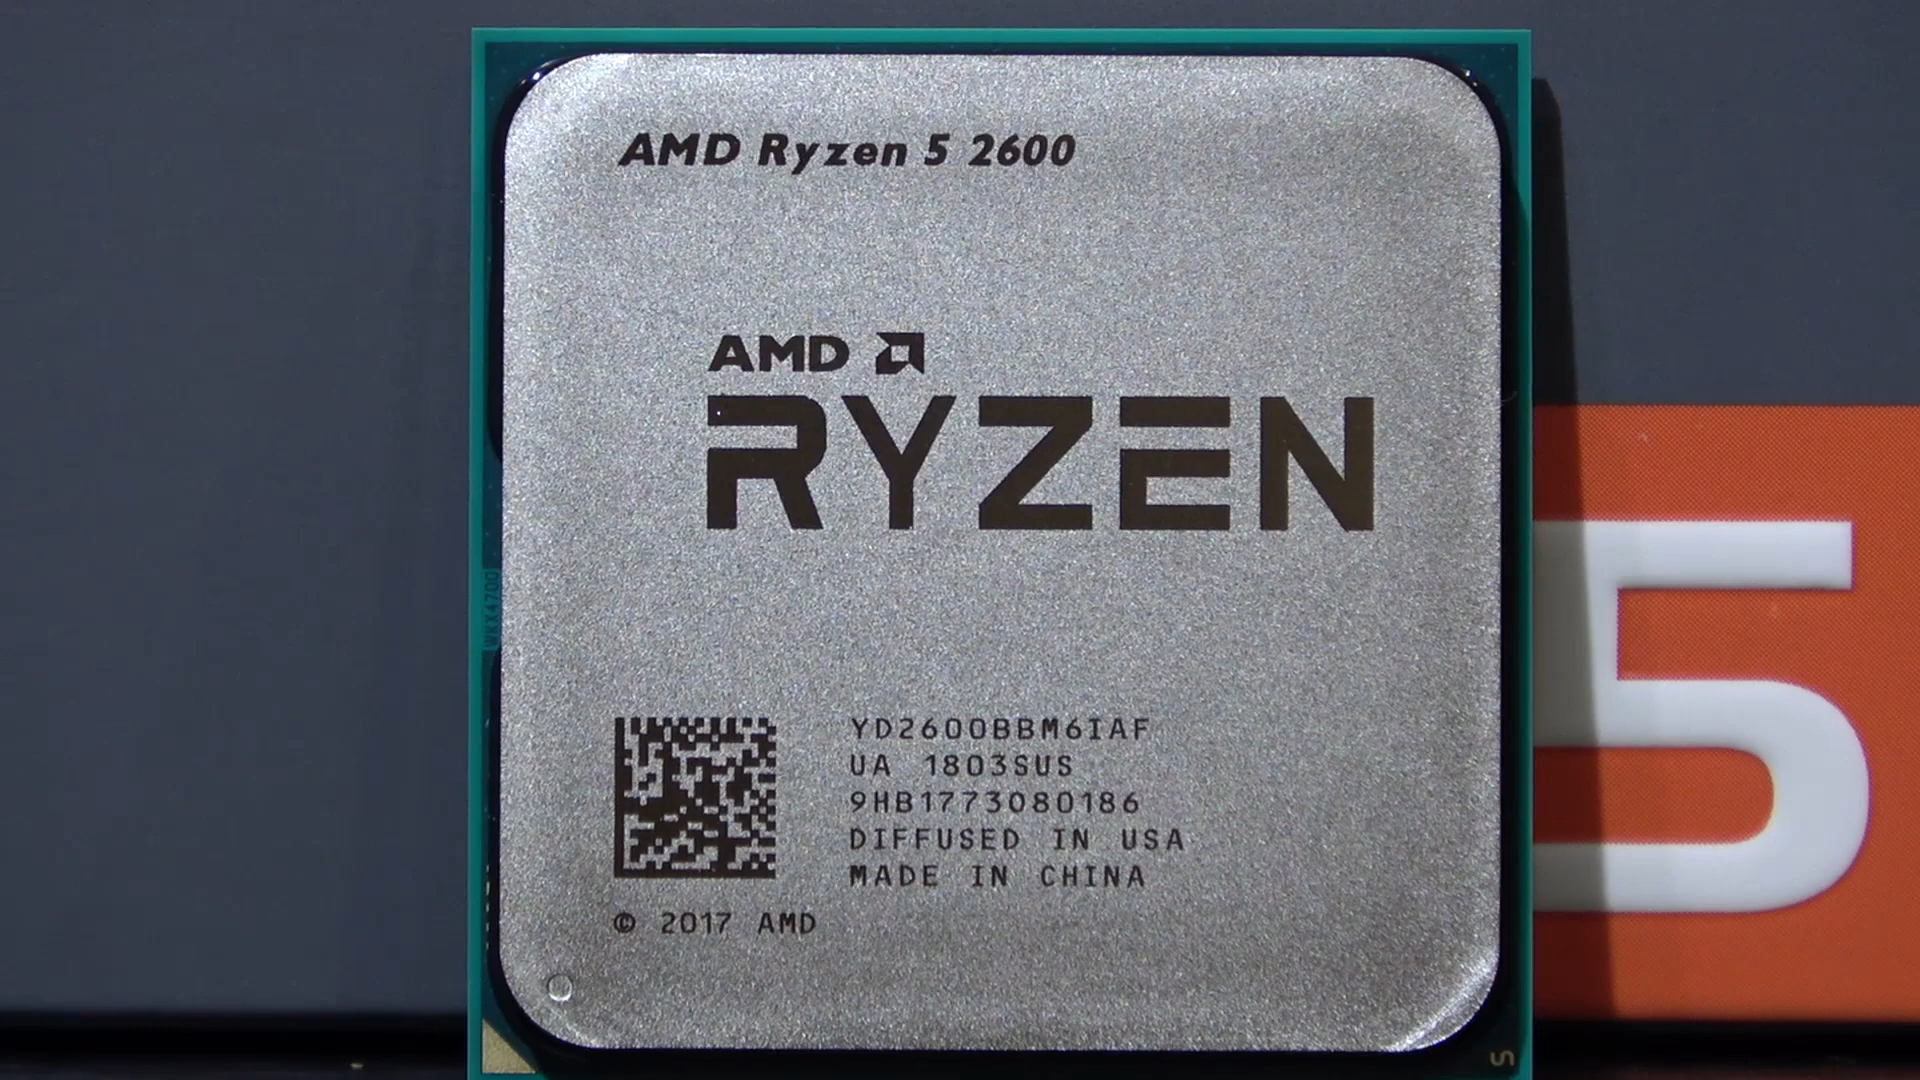 AMD Ryzen 5 2600
AMD
RYZEN
YD2600BBM6IAF
UA 1803SUS
9HB1773080186
DIFFUSED IN USA
MADE IN CHINA
© 2017 AMD
5
WKX4700
S